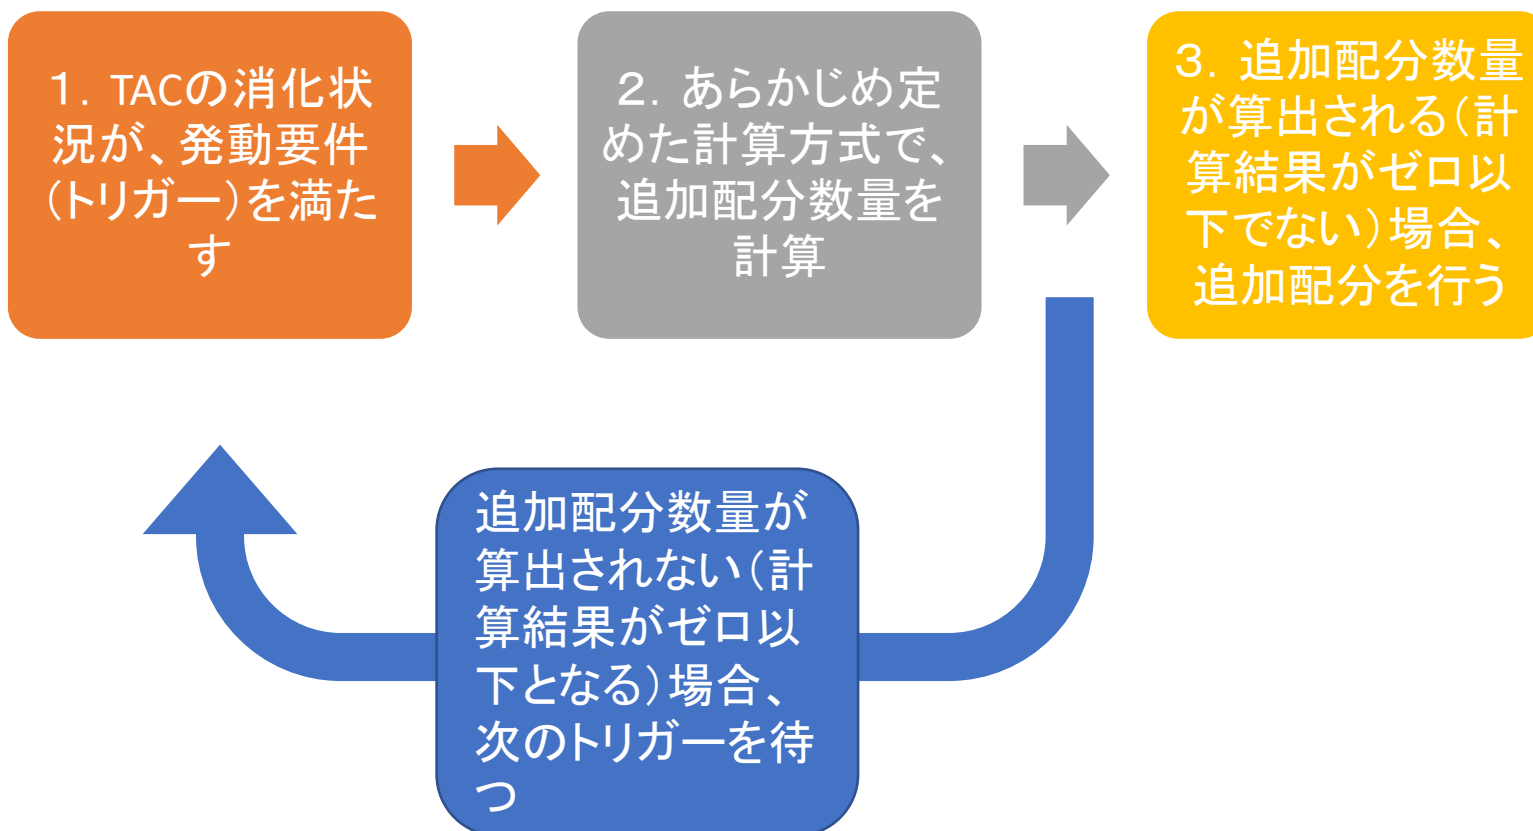 １．TACの消化状
況が、発動要件
（トリガー）を満た
す
２．あらかじめ定
めた計算方式で、
追加配分数量を
計算
３．追加配分数量
が算出される（計
算結果がゼロ以
下でない）場合、
追加配分を行う
追加配分数量が
算出されない（計
算結果がゼロ以
下となる）場合、
次のトリガーを待
つ